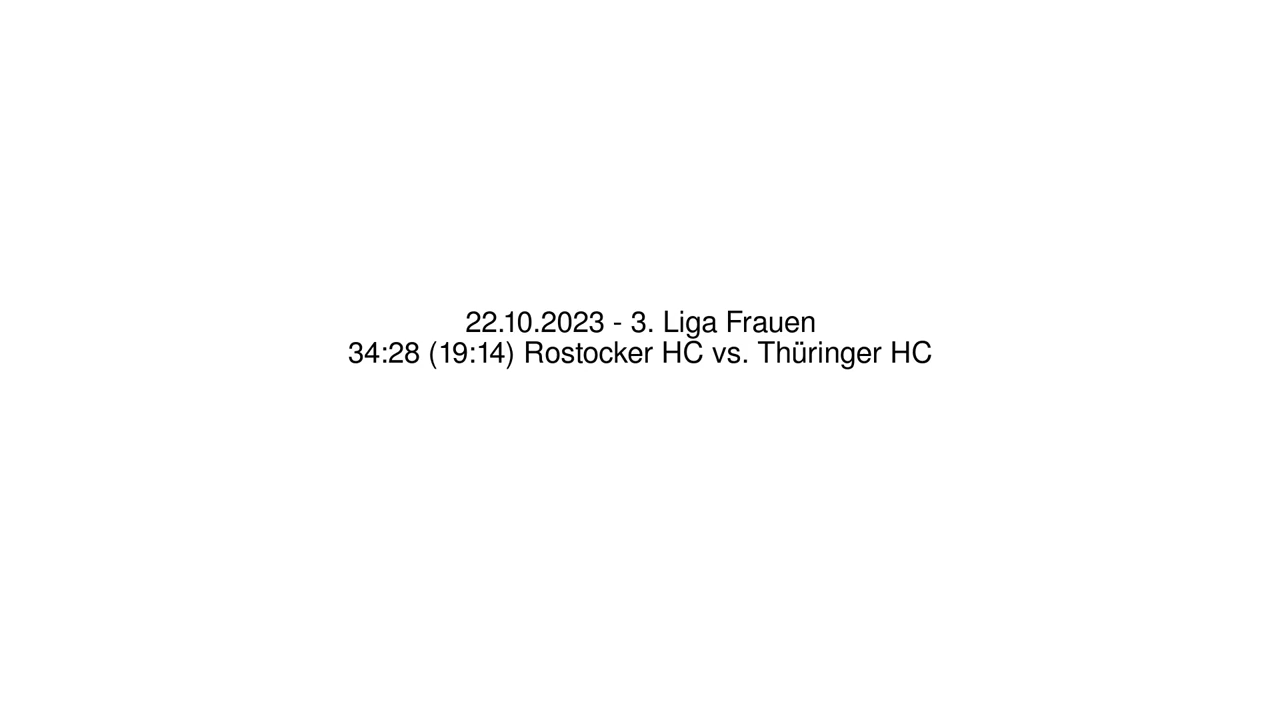 22.10.2023 - 3. Liga Frauen
34:28 (19:14) Rostocker HC vs. Thüringer HC